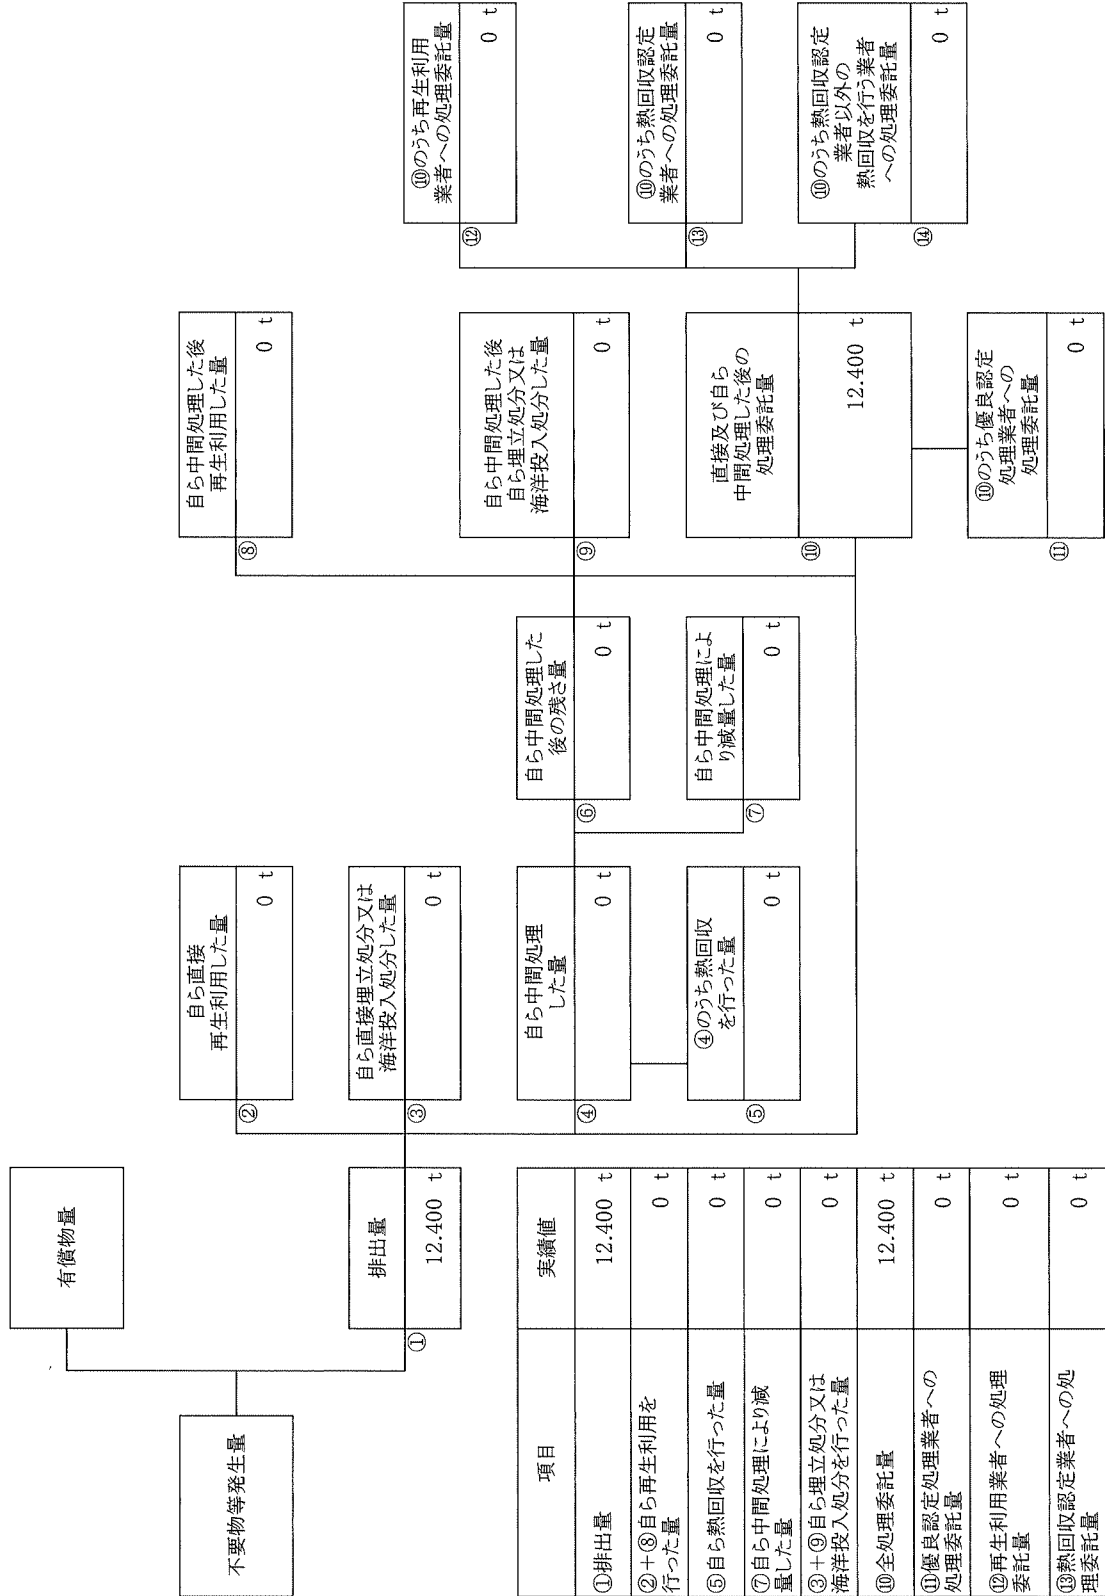 不要物等発生量
有償物量
排出量
①
12.400 t
自ら直接
再生利用した量
②
0 t
自ら直接埋立処分又は
海洋投入処分した量
③
0 t
自ら中間処理
した量
④
0 t
④のうち熱回収
を行った量
⑤
0 t
自ら中間処理した
後の残さ量
⑥
0 t
自ら中間処理によ
り減量した量
⑦
0 t
自ら中間処理した後
再生利用した量
⑧
0 t
自ら中間処理した後
自ら埋立処分又は
海洋投入処分した量
⑨
0 t
直接及び自ら
中間処理した後の
処理委託量
⑩
12.400 t
⑩のうち優良認定
処理業者への
処理委託量
⑪
0 t
⑩のうち再生利用
業者への処理委託量
⑫
0 t
⑩のうち熱回収認定
業者への処理委託量
⑬
0 t
⑩のうち熱回収認定
業者以外の
熱回収を行う業者
への処理委託量
⑭
0 t
項目 実績値
①排出量 12.400 t
②+⑧自ら再生利用を
行った量 0 t
⑤自ら熱回収を行った量 0 t
⑦自ら中間処理により減
量した量 0 t
③+⑨自ら埋立処分又は
海洋投入処分を行った量 0 t
⑩全処理委託量 12.400 t
⑪優良認定処理業者への
処理委託量 0 t
⑫再生利用業者への処理
委託量 0 t
⑬熱回収認定業者への処
理委託量 0 t